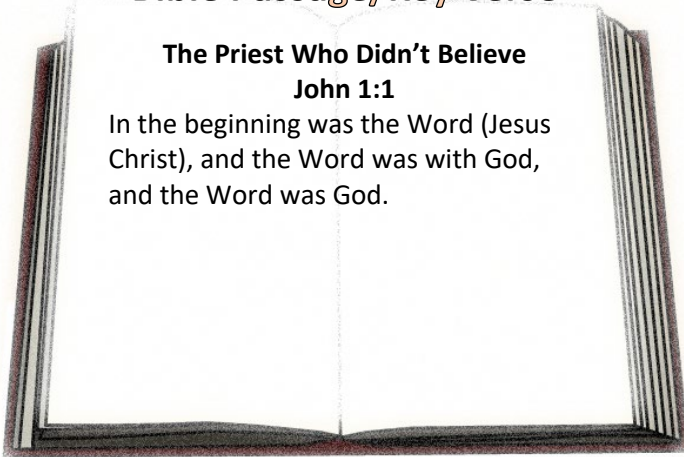 The Priest Who Didn’t Believe
John 1:1
In the beginning was the Word (Jesus
Christ), and the Word was with God,
and the Word was God.